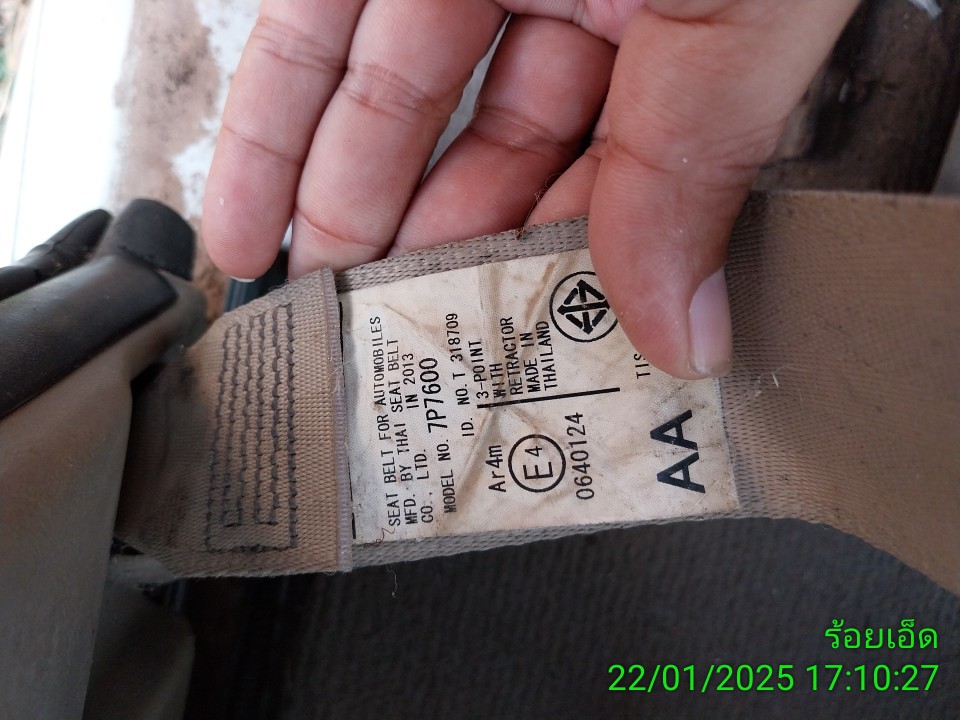 SEAT BELT FOR AUTOMOBILES
MFD. BY THAI SEAT BELT
CO., LTD. IN 2013
MODEL NO. 7P7600
ID. NO. T 318709
Ar4m
3-POINT
WITH
RETRACTOR
MADE IN
THAILAND
E4
0640124
TIS
AA
ร้อยเอ็ด
22/01/2025 17:10:27